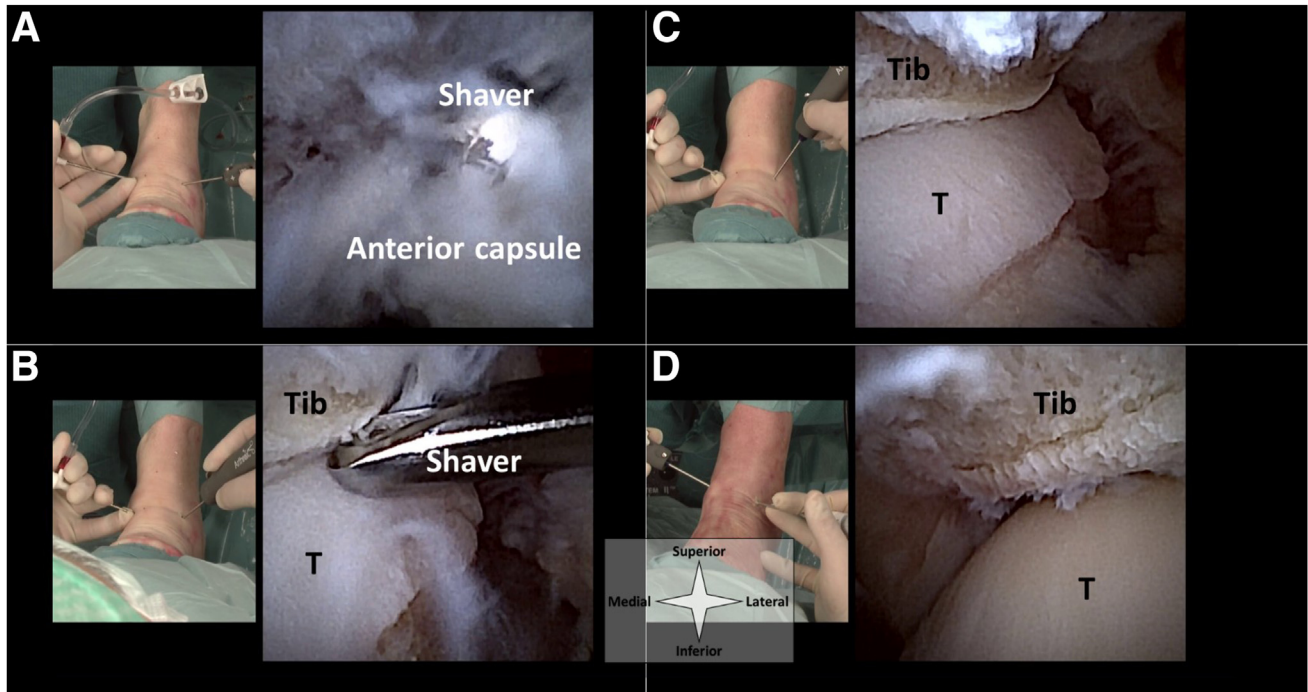 A
Shaver
Anterior capsule
B
Tib
Shaver
T
C
Tib
T
D
Tib
T
Superior
Medial
Lateral
Inferior